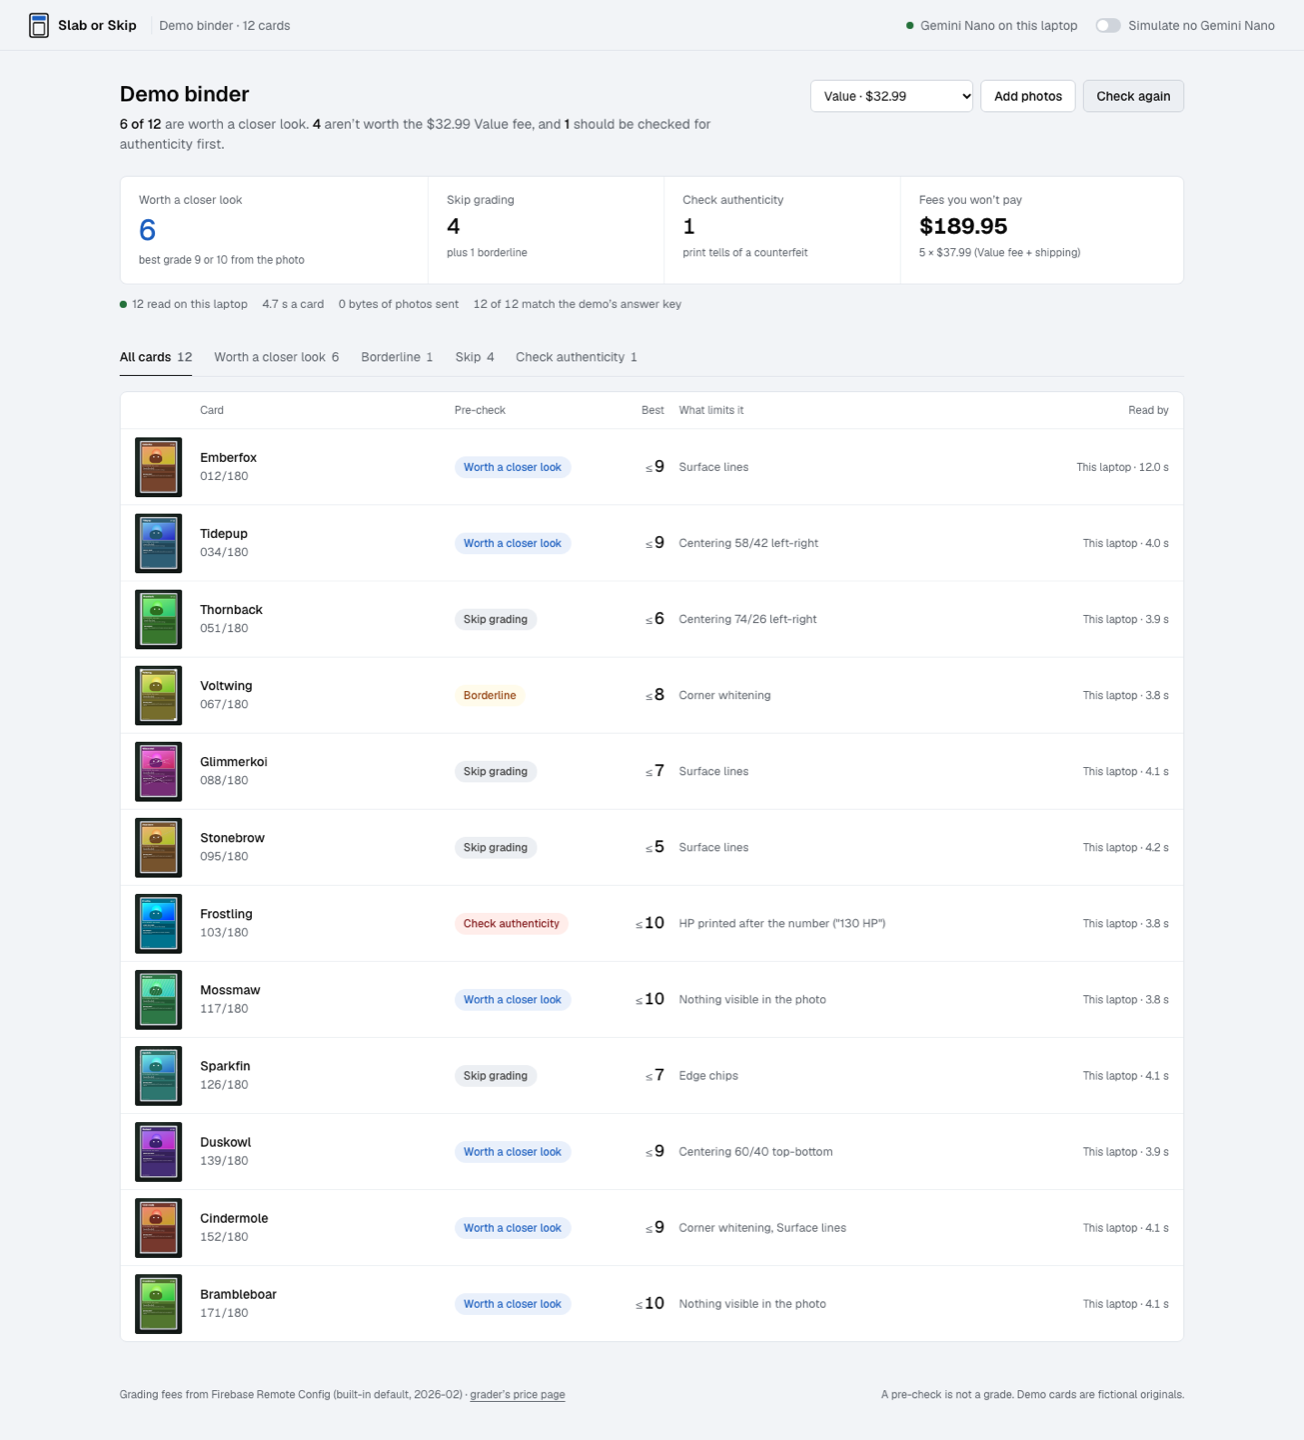 Slab or Skip
Demo binder · 12 cards
Gemini Nano on this laptop
Simulate no Gemini Nano
Demo binder
Value · $32.99
Add photos
Check again
6 of 12 are worth a closer look. 4 aren't worth the $32.99 Value fee, and 1 should be checked for
authenticity first.
Worth a closer look
6
best grade 9 or 10 from the photo
Skip grading
4
plus 1 borderline
Check authenticity
1
print tells of a counterfeit
Fees you won't pay
$189.95
5 × $37.99 (Value fee + shipping)
12 read on this laptop 4.7 s a card 0 bytes of photos sent 12 of 12 match the demo's answer key
All cards 12 Worth a closer look 6 Borderline 1 Skip 4 Check authenticity 1
Card Pre-check Best What limits it Read by
Emberfox
012/180
Worth a closer look ≤9 Surface lines This laptop · 12.0 s
Tidepup
034/180
Worth a closer look ≤9 Centering 58/42 left-right This laptop · 4.0 s
Thornback
051/180
Skip grading ≤6 Centering 74/26 left-right This laptop · 3.9 s
Voltwing
067/180
Borderline ≤8 Corner whitening This laptop · 3.8 s
Glimmerkoi
088/180
Skip grading ≤7 Surface lines This laptop · 4.1 s
Stonebrow
095/180
Skip grading ≤5 Surface lines This laptop · 4.2 s
Frostling
103/180
Check authenticity ≤10 HP printed after the number ("130 HP") This laptop · 3.8 s
Mossmaw
117/180
Worth a closer look ≤10 Nothing visible in the photo This laptop · 3.8 s
Sparkfin
126/180
Skip grading ≤7 Edge chips This laptop · 4.1 s
Duskowl
139/180
Worth a closer look ≤9 Centering 60/40 top-bottom This laptop · 3.9 s
Cindermole
152/180
Worth a closer look ≤9 Corner whitening, Surface lines This laptop · 4.1 s
Brambleboar
171/180
Worth a closer look ≤10 Nothing visible in the photo This laptop · 4.1 s
Grading fees from Firebase Remote Config (built-in default, 2026-02) · grader's price page
A pre-check is not a grade. Demo cards are fictional originals.